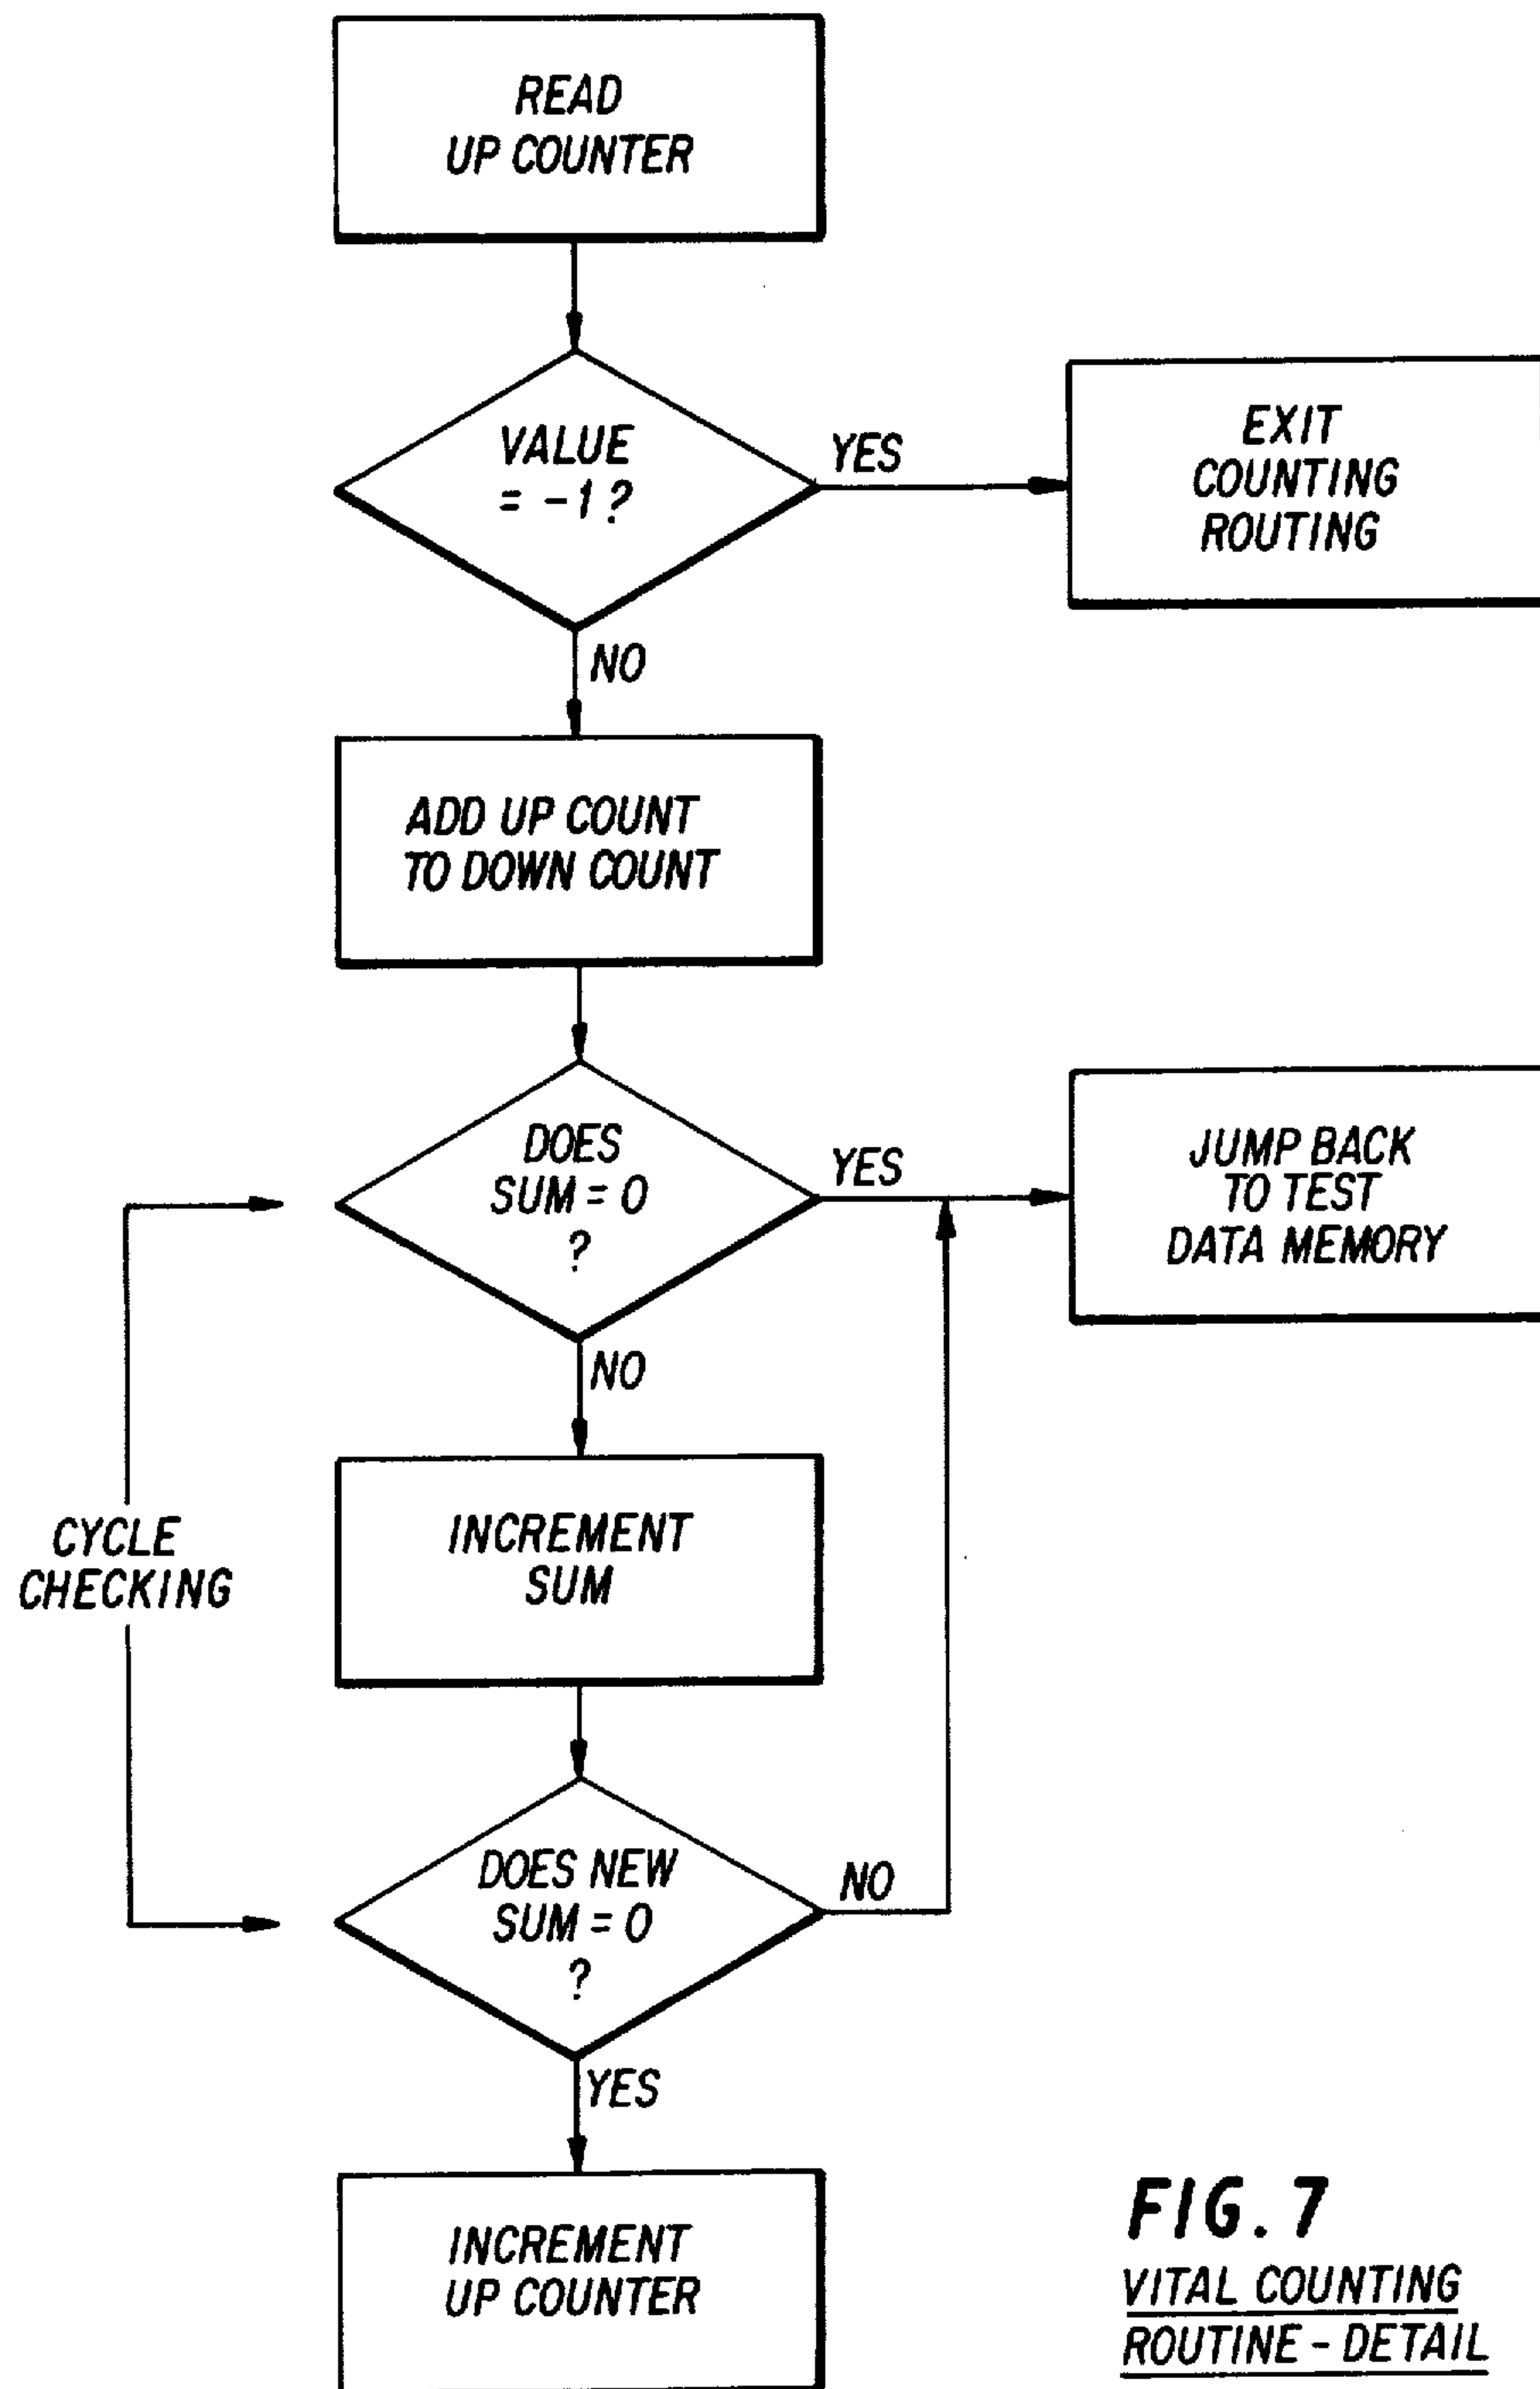 READ
UP COUNTER
VALUE
= -1 ?
YES
EXIT
COUNTING
ROUTING
NO
ADD UP COUNT
TO DOWN COUNT
DOES
SUM = 0
?
YES
JUMP BACK
TO TEST
DATA MEMORY
NO
CYCLE
CHECKING
INCREMENT
SUM
DOES NEW
SUM = 0
?
NO
YES
INCREMENT
UP COUNTER
FIG. 7
VITAL COUNTING
ROUTINE - DETAIL